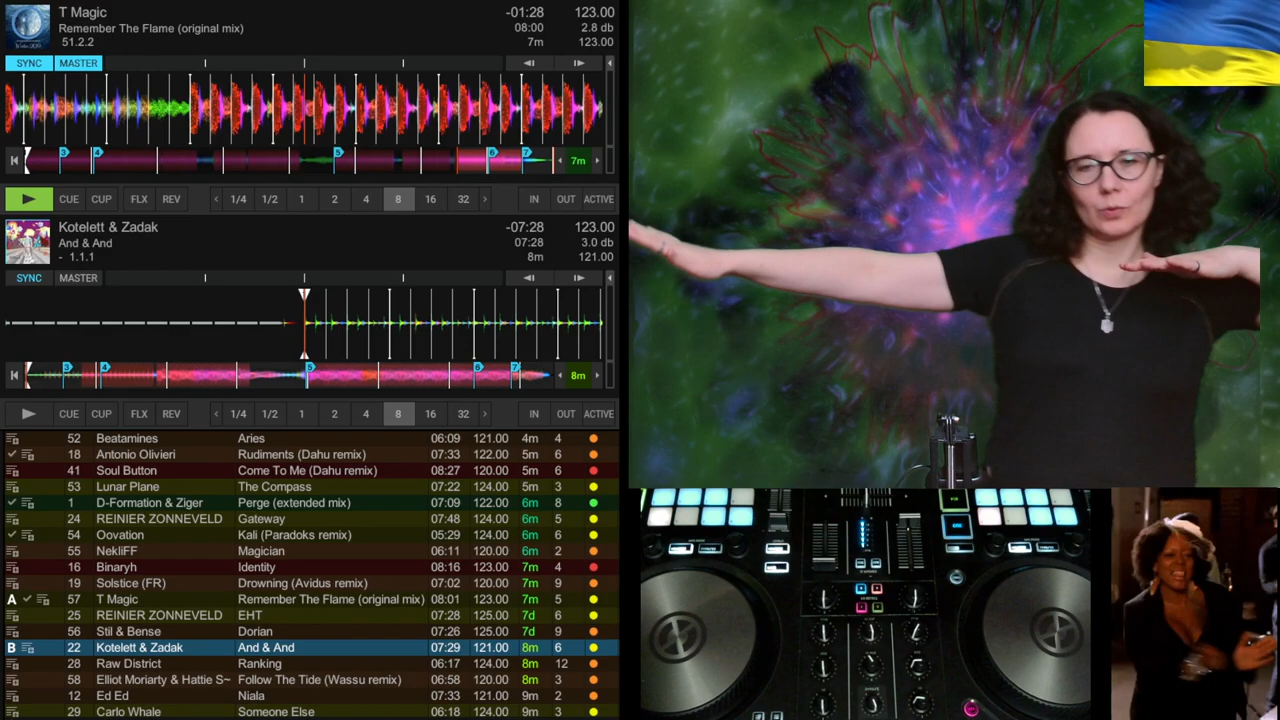 T Magic -01:28 123.00
Remember The Flame (original mix) 08:00 2.8 db
51.2.2 7m 123.00
SYNC MASTER
3 4 5 6 7 7m
CUE CUP FLX REV < 1/4 1/2 1 2 4 8 16 32 > IN OUT ACTIVE
Kotelett & Zadak -07:28 123.00
And & And 07:28 3.0 db
- 1.1.1 8m 121.00
SYNC MASTER
3 4 5 6 7 8m
CUE CUP FLX REV < 1/4 1/2 1 2 4 8 16 32 > IN OUT ACTIVE
52 Beatamines Aries 06:09 121.00 4m 4
18 Antonio Olivieri Rudiments (Dahu remix) 07:33 122.00 5m 6
41 Soul Button Come To Me (Dahu remix) 08:27 120.00 5m 6
53 Lunar Plane The Compass 07:22 124.00 5m 3
1 D-Formation & Ziger Perge (extended mix) 07:09 122.00 6m 8
24 REINIER ZONNEVELD Gateway 07:48 124.00 6m 5
54 Oovation Kali (Paradoks remix) 05:29 124.00 6m 6
55 NekliFF Magician 06:11 120.00 6m 2
16 Binaryh Identity 08:16 123.00 7m 4
19 Solstice (FR) Drowning (Avidus remix) 07:02 120.00 7m 9
A 57 T Magic Remember The Flame (original mix) 08:01 123.00 7m 5
25 REINIER ZONNEVELD EHT 07:28 125.00 7d 6
56 Stil & Bense Dorian 07:26 125.00 7d 9
B 22 Kotelett & Zadak And & And 07:29 121.00 8m 6
28 Raw District Ranking 06:17 124.00 8m 12
58 Elliot Moriarty & Hattie S~ Follow The Tide (Wassu remix) 06:58 120.00 8m 3
12 Ed Ed Niala 07:33 121.00 9m 2
29 Carlo Whale Someone Else 06:18 124.00 9m 3